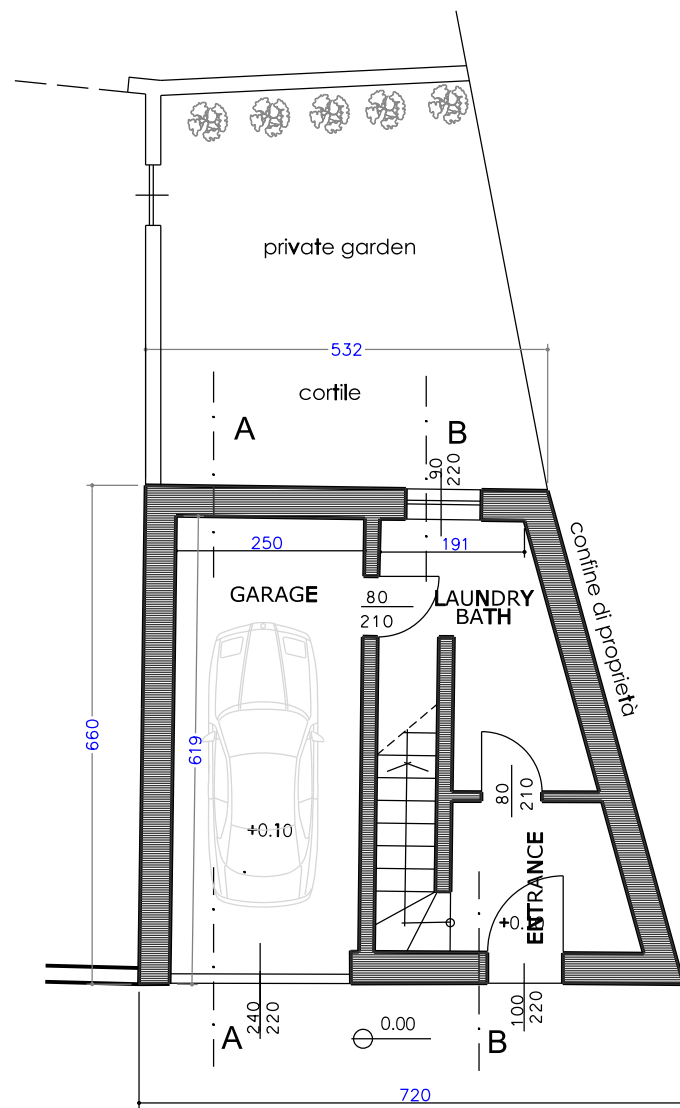 private garden
532
cortile
A
B
90
220
250
191
GARAGE
80
210
LAUNDRY
BATH
confine di proprietà
660
619
80
210
+0.10
ENTRANCE
A
240
220
0.00
B
100
220
720